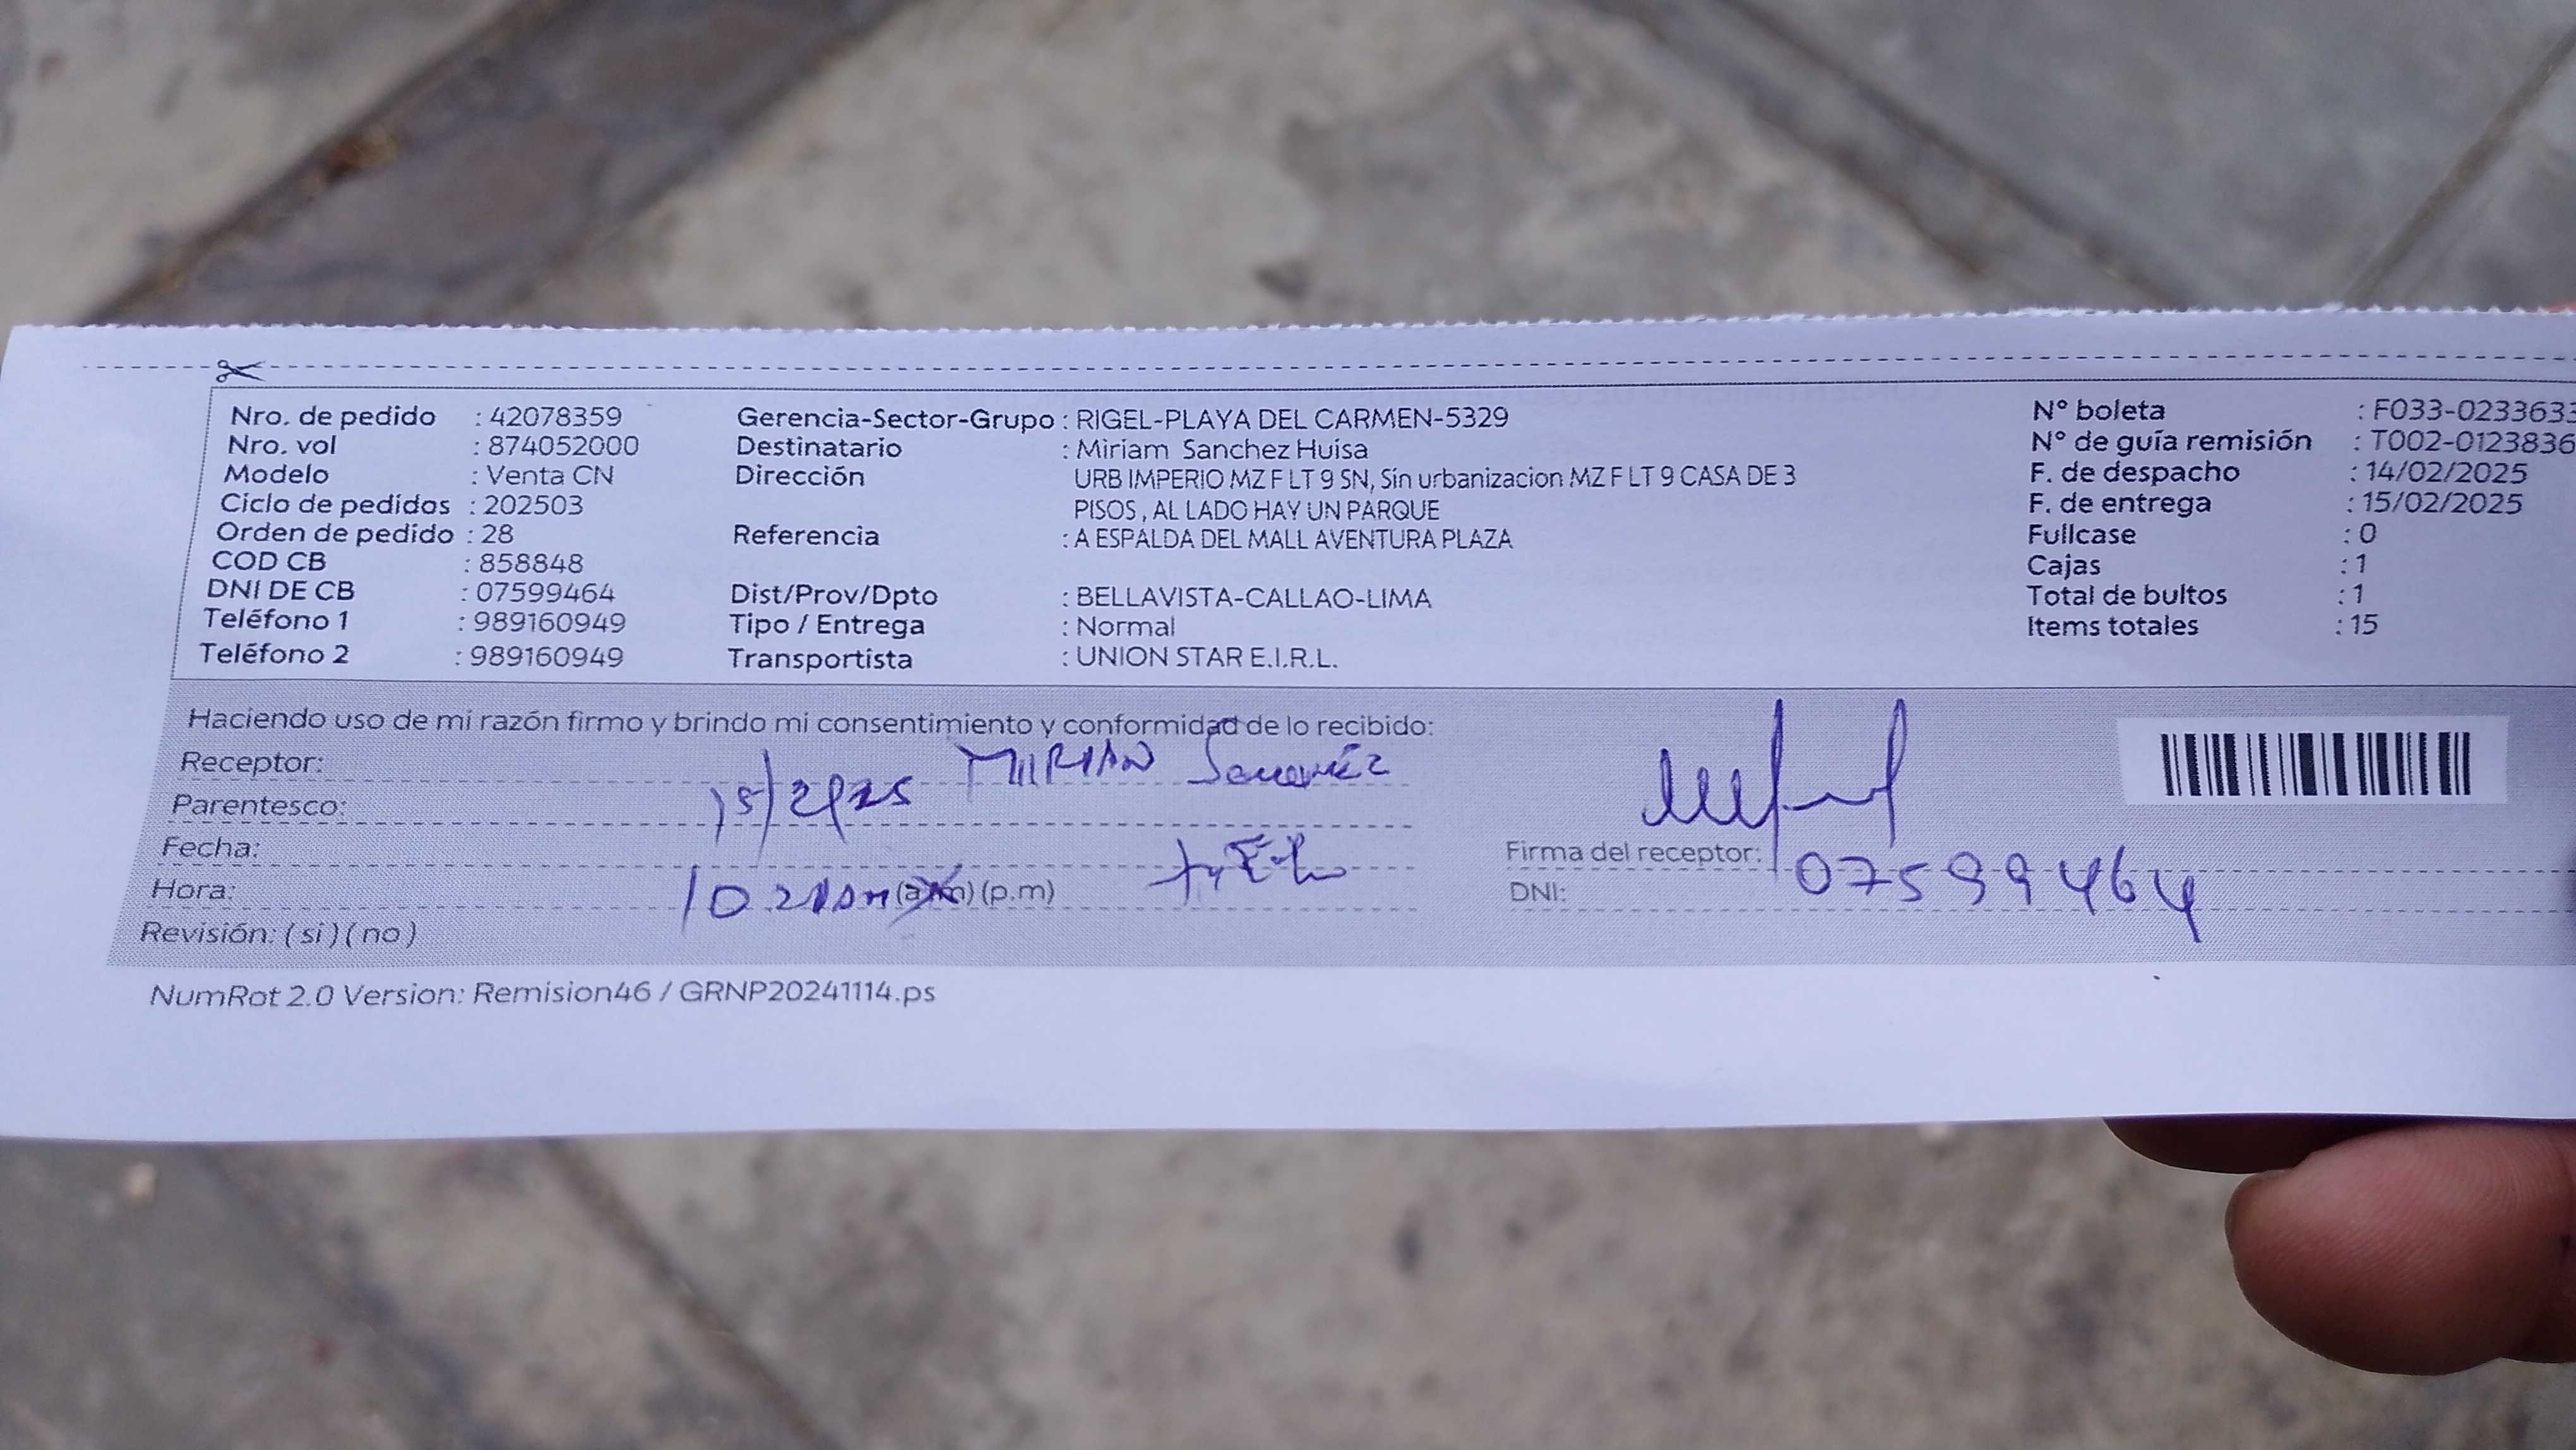 Nro. de pedido : 42078359
Nro. vol : 874052000
Modelo : Venta CN
Ciclo de pedidos : 202503
Orden de pedido : 28
COD CB : 858848
DNI DE CB : 07599464
Teléfono 1 : 989160949
Teléfono 2 : 989160949
Gerencia-Sector-Grupo : RIGEL-PLAYA DEL CARMEN-5329
Destinatario : Miriam Sanchez Huisa
Dirección URB IMPERIO MZ F LT 9 SN, Sin urbanizacion MZ F LT 9 CASA DE 3
PISOS , AL LADO HAY UN PARQUE
Referencia : A ESPALDA DEL MALL AVENTURA PLAZA
Dist/Prov/Dpto : BELLAVISTA-CALLAO-LIMA
Tipo / Entrega : Normal
Transportista : UNION STAR E.I.R.L.
N° boleta : F033-0233633
N° de guía remisión : T002-0123836
F. de despacho : 14/02/2025
F. de entrega : 15/02/2025
Fullcase : 0
Cajas : 1
Total de bultos : 1
Items totales : 15
Haciendo uso de mi razón firmo y brindo mi consentimiento y conformidad de lo recibido:
Receptor: MIRIAN Sanchez
Parentesco:
Fecha: 15/2/25
Hora: 10 (a.m) (p.m)
Revisión: ( si ) ( no )
Firma del receptor:
DNI: 07599464
NumRot 2.0 Version: Remision46 / GRNP20241114.ps